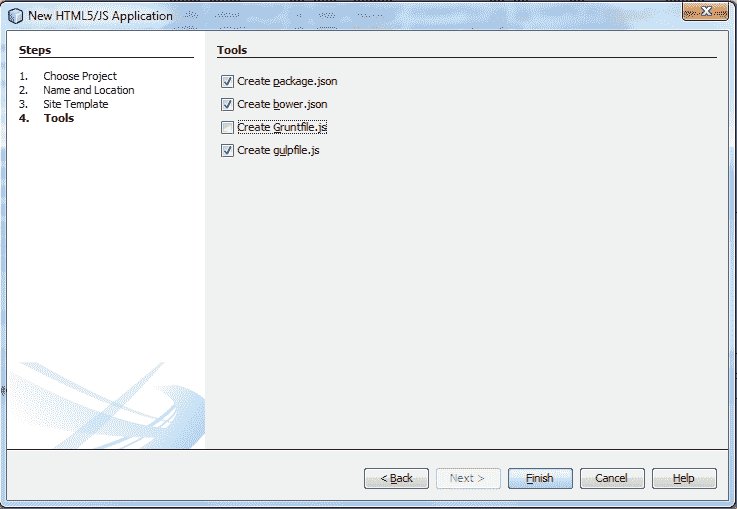 New HTML5/JS Application
Steps
1. Choose Project
2. Name and Location
3. Site Template
4. Tools
Tools
Create package.json
Create bower.json
Create Gruntfile.js
Create gulpfile.js
< Back
Next >
Finish
Cancel
Help